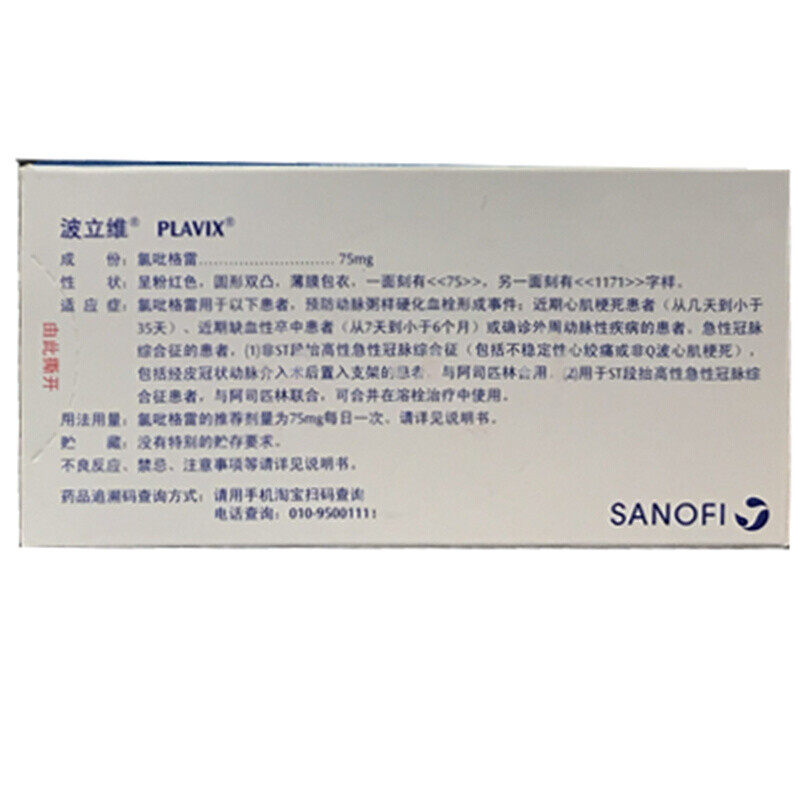 波立维® PLAVIX®
成 份：氯吡格雷..........................75mg
性 状：呈粉红色，圆形双凸，薄膜包衣，一面刻有<<75>>，另一面刻有<<1171>>字样。
适应症：氯吡格雷用于以下患者，预防动脉粥样硬化血栓形成事件：近期心肌梗死患者（从几天到小于
35天）、近期缺血性卒中患者（从7天到小于6个月）或确诊外周动脉性疾病的患者，急性冠脉
综合征的患者，(1)非ST段抬高性急性冠脉综合征（包括不稳定性心绞痛或非Q波心肌梗死），
包括经皮冠状动脉介入术后置入支架的患者，与阿司匹林合用。(2)用于ST段抬高性急性冠脉综
合征患者，与阿司匹林联合，可合并在溶栓治疗中使用。
用法用量：氯吡格雷的推荐剂量为75mg每日一次。请详见说明书。
贮 藏：没有特别的贮存要求。
不良反应、禁忌、注意事项等请详见说明书。
药品追溯码查询方式：请用手机淘宝扫码查询
电话查询：010-95001111
由此撕开
SANOFI